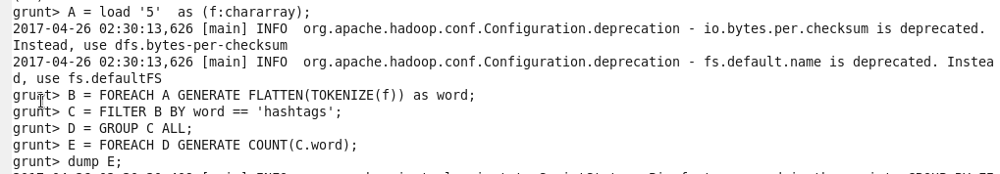 grunt> A = load '5'  as (f:chararray);
2017-04-26 02:30:13,626 [main] INFO  org.apache.hadoop.conf.Configuration.deprecation - io.bytes.per.checksum is deprecated.
Instead, use dfs.bytes-per-checksum
2017-04-26 02:30:13,626 [main] INFO  org.apache.hadoop.conf.Configuration.deprecation - fs.default.name is deprecated. Instea
d, use fs.defaultFS
grunt> B = FOREACH A GENERATE FLATTEN(TOKENIZE(f)) as word;
grunt> C = FILTER B BY word == 'hashtags';
grunt> D = GROUP C ALL;
grunt> E = FOREACH D GENERATE COUNT(C.word);
grunt> dump E;